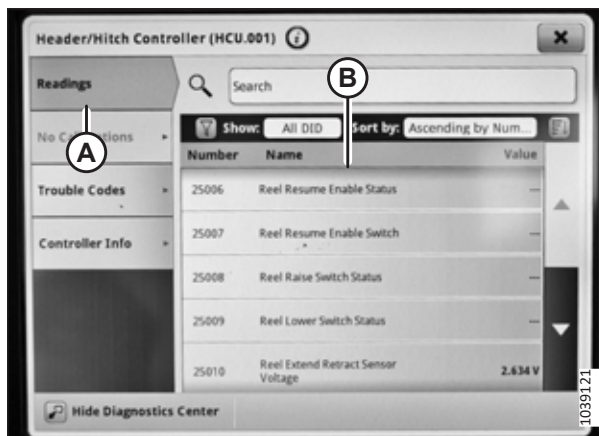 Header/Hitch Controller (HCU.001)
Readings
Search
B
A
No Ca tions
Show: All DID Sort by: Ascending by Num...
Number Name Value
25006 Reel Resume Enable Status ---
Trouble Codes
25007 Reel Resume Enable Switch ---
Controller Info
25008 Reel Raise Switch Status ---
25009 Reel Lower Switch Status ---
25010 Reel Extend Retract Sensor
Voltage 2.634 V
Hide Diagnostics Center
1039121